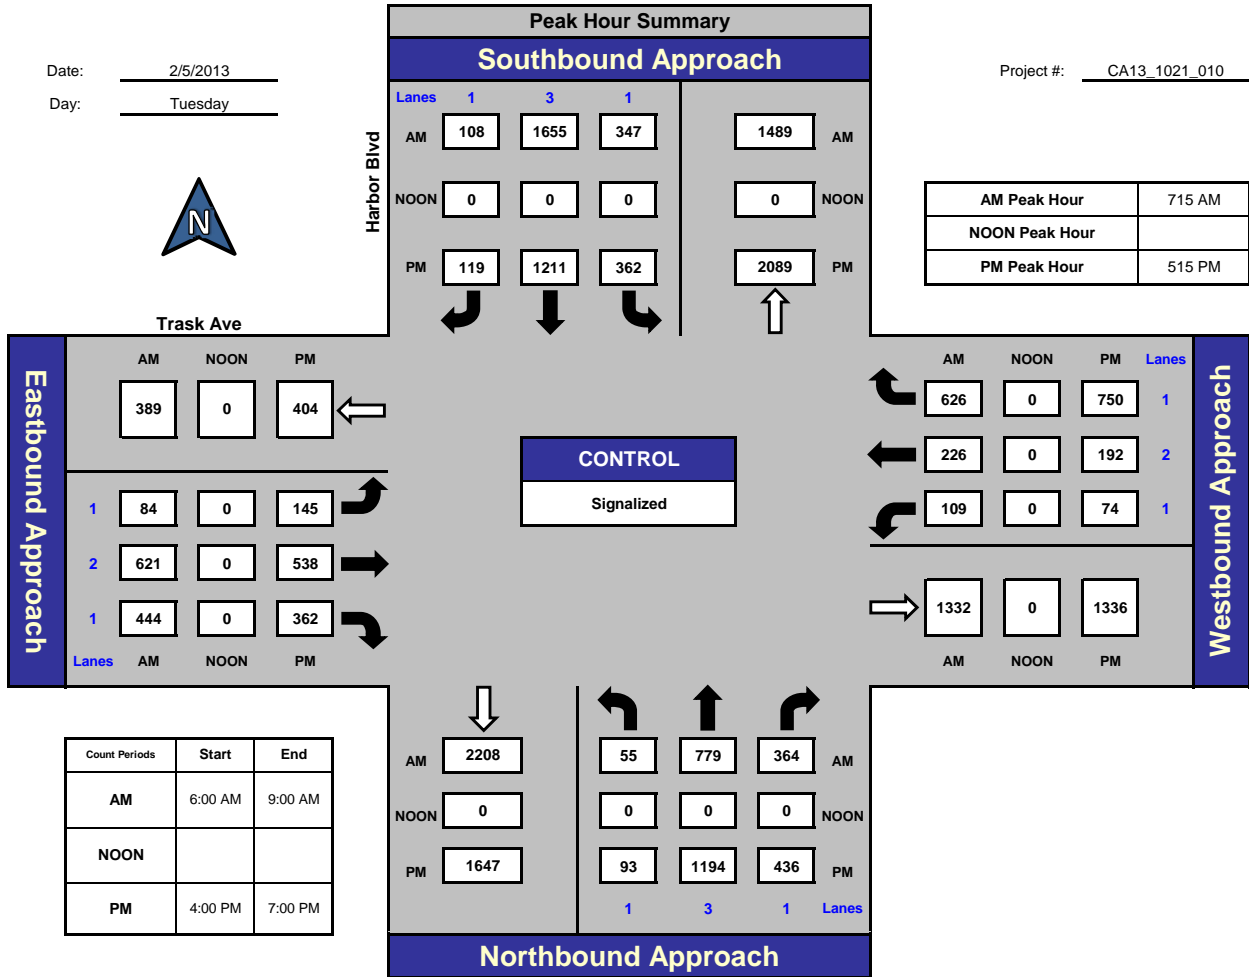 Peak Hour Summary
Southbound Approach
Date: 2/5/2013
Day: Tuesday
Project #: CA13_1021_010
N
Harbor Blvd
Lanes 1 3 1
AM 108 1655 347 1489 AM
NOON 0 0 0 0 NOON
PM 119 1211 362 2089 PM
AM Peak Hour 715 AM
NOON Peak Hour
PM Peak Hour 515 PM
Trask Ave
Eastbound Approach
AM NOON PM
389 0 404
1 84 0 145
2 621 0 538
1 444 0 362
Lanes AM NOON PM
CONTROL
Signalized
AM NOON PM Lanes
626 0 750 1
226 0 192 2
109 0 74 1
1332 0 1336
AM NOON PM
Westbound Approach
Count Periods Start End
AM 6:00 AM 9:00 AM
NOON
PM 4:00 PM 7:00 PM
AM 2208 55 779 364 AM
NOON 0 0 0 0 NOON
PM 1647 93 1194 436 PM
1 3 1 Lanes
Northbound Approach